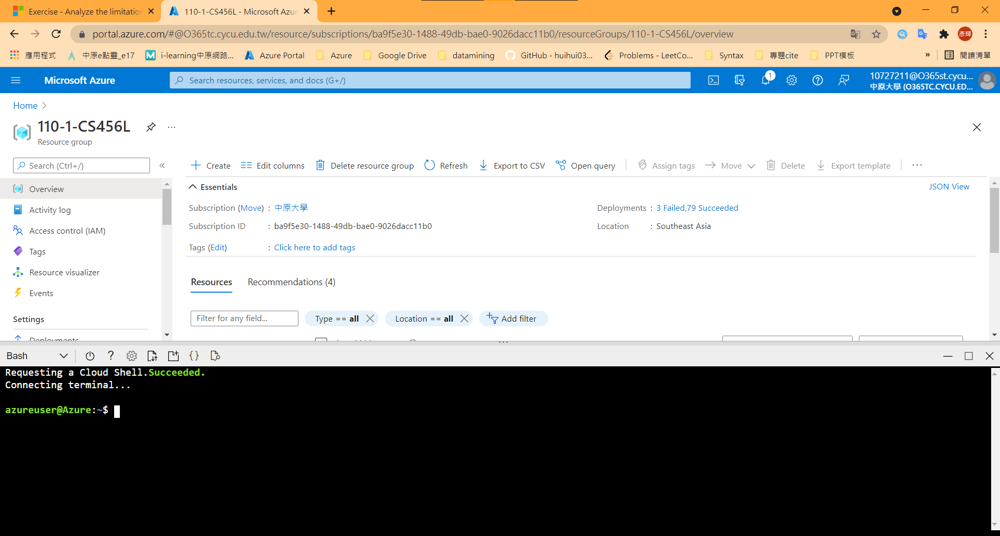 Exercise - Analyze the limitation
110-1-CS456L - Microsoft Azur
portal.azure.com/#@O365tc.cycu.edu.tw/resource/subscriptions/ba9f5e30-1488-49db-bae0-9026dacc11b0/resourceGroups/110-1-CS456L/overview
彥輝
應用程式 中原e點靈_e17 i-learning中原網路... Azure Portal Azure Google Drive datamining GitHub - huihui03... Problems - LeetCo... Syntax 專題cite PPT模板 » 閱讀清單
Microsoft Azure
Search resources, services, and docs (G+/)
1
10727211@O365st.cycu...
中原大學 (O365TC.CYCU.ED...
Home
110-1-CS456L
Resource group
Search (Ctrl+/)
«
Create Edit columns Delete resource group Refresh Export to CSV Open query Assign tags Move Delete Export template
Overview
Activity log
Access control (IAM)
Tags
Resource visualizer
Events
Settings
Deployments
Essentials
JSON View
Subscription (Move) : 中原大學
Deployments : 3 Failed,79 Succeeded
Subscription ID : ba9f5e30-1488-49db-bae0-9026dacc11b0
Location : Southeast Asia
Tags (Edit) : Click here to add tags
Resources Recommendations (4)
Filter for any field... Type == all Location == all Add filter
Bash
Requesting a Cloud Shell.Succeeded.
Connecting terminal...
azureuser@Azure:~$